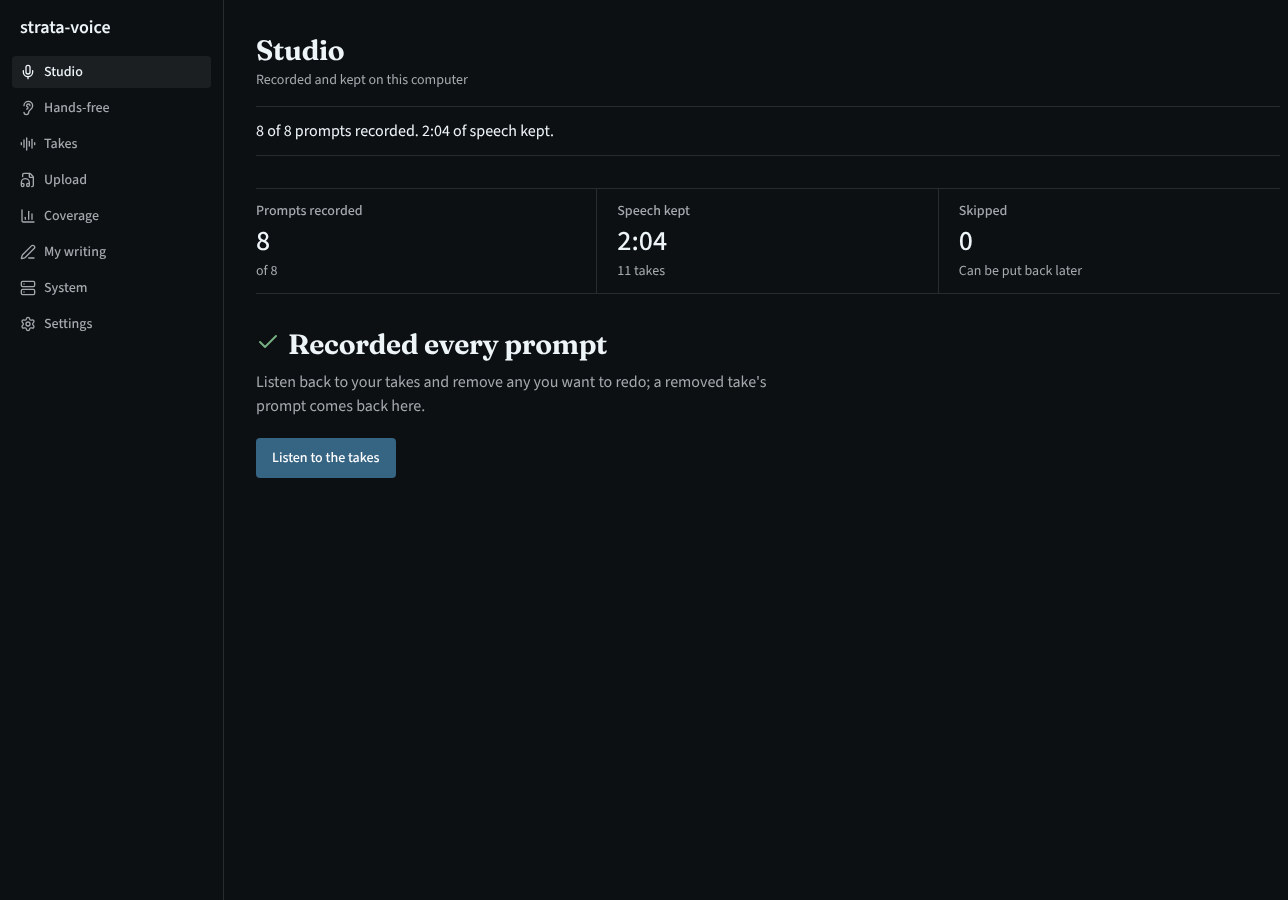 strata-voice
Studio
Hands-free
Takes
Upload
Coverage
My writing
System
Settings
Studio
Recorded and kept on this computer
8 of 8 prompts recorded. 2:04 of speech kept.
Prompts recorded
8
of 8
Speech kept
2:04
11 takes
Skipped
0
Can be put back later
Recorded every prompt
Listen back to your takes and remove any you want to redo; a removed take's
prompt comes back here.
Listen to the takes